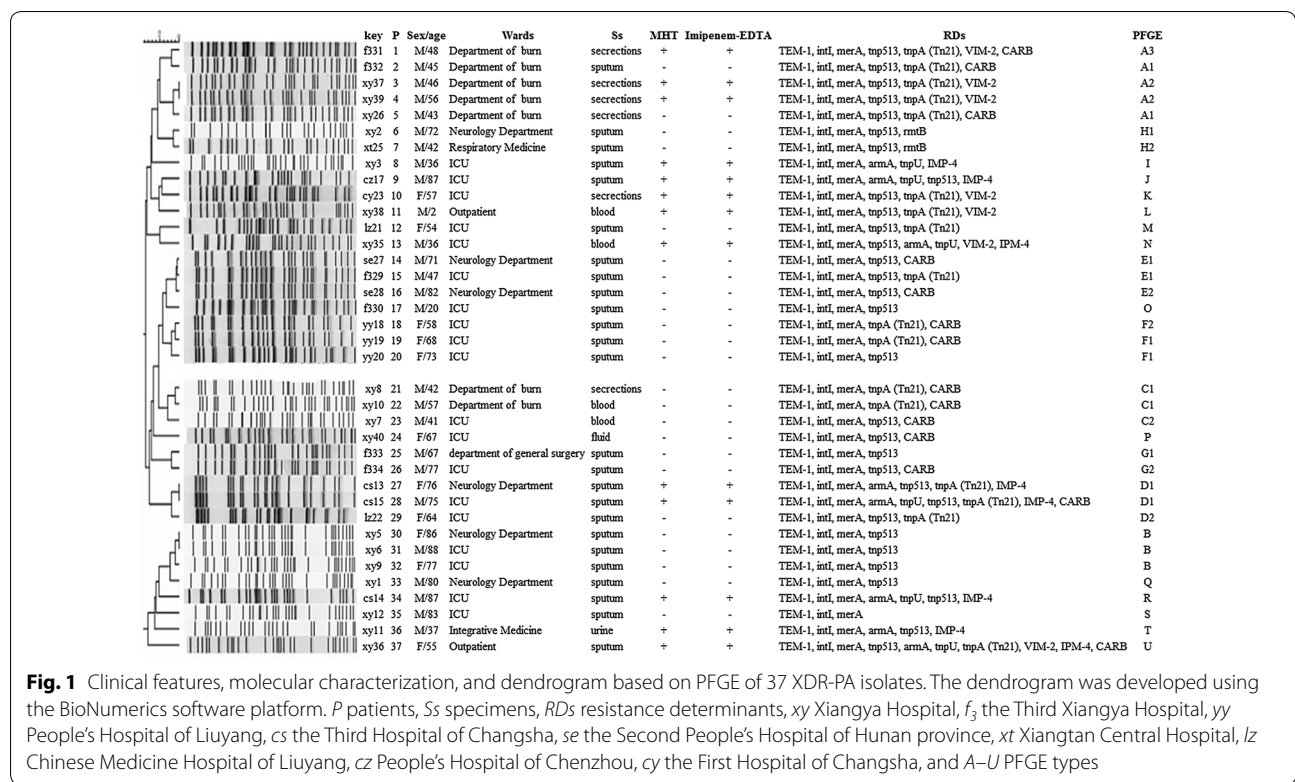 key P Sex/age Wards Ss MHT Imipenem-EDTA RDs PFGE
f331 1 M/48 Department of burn secrections + + TEM-1, intI, merA, tnp513, tnpA (Tn21), VIM-2, CARB A3
f332 2 M/45 Department of burn sputum - - TEM-1, intI, merA, tnp513, tnpA (Tn21), CARB A1
xy37 3 M/46 Department of burn secrections + + TEM-1, intI, merA, tnp513, tnpA (Tn21), VIM-2 A2
xy39 4 M/56 Department of burn secrections + + TEM-1, intI, merA, tnp513, tnpA (Tn21), VIM-2 A2
xy26 5 M/43 Department of burn secrections - - TEM-1, intI, merA, tnp513, tnpA (Tn21), CARB A1
xy2 6 M/72 Neurology Department sputum - - TEM-1, intI, merA, tnp513, rmtB H1
xt25 7 M/42 Respiratory Medicine sputum - - TEM-1, intI, merA, tnp513, rmtB H2
xy3 8 M/36 ICU sputum + + TEM-1, intI, merA, armA, tnpU, IMP-4 I
cz17 9 M/87 ICU sputum + + TEM-1, intI, merA, armA, tnpU, tnp513, IMP-4 J
cy23 10 F/57 ICU secrections + + TEM-1, intI, merA, tnp513, tnpA (Tn21), VIM-2 K
xy38 11 M/2 Outpatient blood + + TEM-1, intI, merA, tnp513, tnpA (Tn21), VIM-2 L
lz21 12 F/54 ICU sputum - - TEM-1, intI, merA, tnp513, tnpA (Tn21) M
xy35 13 M/36 ICU blood + + TEM-1, intI, merA, tnp513, armA, tnpU, VIM-2, IPM-4 N
se27 14 M/71 Neurology Department sputum - - TEM-1, intI, merA, tnp513, CARB E1
f329 15 M/47 ICU sputum - - TEM-1, intI, merA, tnp513, tnpA (Tn21) E1
se28 16 M/82 Neurology Department sputum - - TEM-1, intI, merA, tnp513, CARB E2
f330 17 M/20 ICU sputum - - TEM-1, intI, merA, tnp513 O
yy18 18 F/58 ICU sputum - - TEM-1, intI, merA, tnpA (Tn21), CARB F2
yy19 19 F/68 ICU sputum - - TEM-1, intI, merA, tnpA (Tn21), CARB F1
yy20 20 F/73 ICU sputum - - TEM-1, intI, merA, tnp513 F1
xy8 21 M/42 Department of burn secrections - - TEM-1, intI, merA, tnpA (Tn21), CARB C1
xy10 22 M/57 Department of burn blood - - TEM-1, intI, merA, tnpA (Tn21), CARB C1
xy7 23 M/41 ICU blood - - TEM-1, intI, merA, tnp513, CARB C2
xy40 24 F/67 ICU fluid - - TEM-1, intI, merA, tnp513, CARB P
f333 25 M/67 department of general surgery sputum - - TEM-1, intI, merA, tnp513 G1
f334 26 M/77 ICU sputum - - TEM-1, intI, merA, tnp513, CARB G2
cs13 27 F/76 Neurology Department sputum + + TEM-1, intI, merA, armA, tnp513, tnpA (Tn21), IMP-4 D1
cs15 28 M/75 ICU sputum + + TEM-1, intI, merA, armA, tnpU, tnp513, tnpA (Tn21), IMP-4, CARB D1
lz22 29 F/64 ICU sputum - - TEM-1, intI, merA, tnp513, tnpA (Tn21) D2
xy5 30 F/86 Neurology Department sputum - - TEM-1, intI, merA, tnp513 B
xy6 31 M/88 ICU sputum - - TEM-1, intI, merA, tnp513 B
xy9 32 F/77 ICU sputum - - TEM-1, intI, merA, tnp513 B
xy1 33 M/80 Neurology Department sputum - - TEM-1, intI, merA, tnp513 Q
cs14 34 M/87 ICU sputum + + TEM-1, intI, merA, armA, tnpU, tnp513, IMP-4 R
xy12 35 M/83 ICU sputum - - TEM-1, intI, merA S
xy11 36 M/37 Integrative Medicine urine + + TEM-1, intI, merA, armA, tnp513, IMP-4 T
xy36 37 F/55 Outpatient sputum + + TEM-1, intI, merA, tnp513, armA, tnpU, tnpA (Tn21), VIM-2, IPM-4, CARB U
Fig. 1 Clinical features, molecular characterization, and dendrogram based on PFGE of 37 XDR-PA isolates. The dendrogram was developed using
the BioNumerics software platform. P patients, Ss specimens, RDs resistance determinants, xy Xiangya Hospital, f3 the Third Xiangya Hospital, yy
People's Hospital of Liuyang, cs the Third Hospital of Changsha, se the Second People's Hospital of Hunan province, xt Xiangtan Central Hospital, lz
Chinese Medicine Hospital of Liuyang, cz People's Hospital of Chenzhou, cy the First Hospital of Changsha, and A–U PFGE types